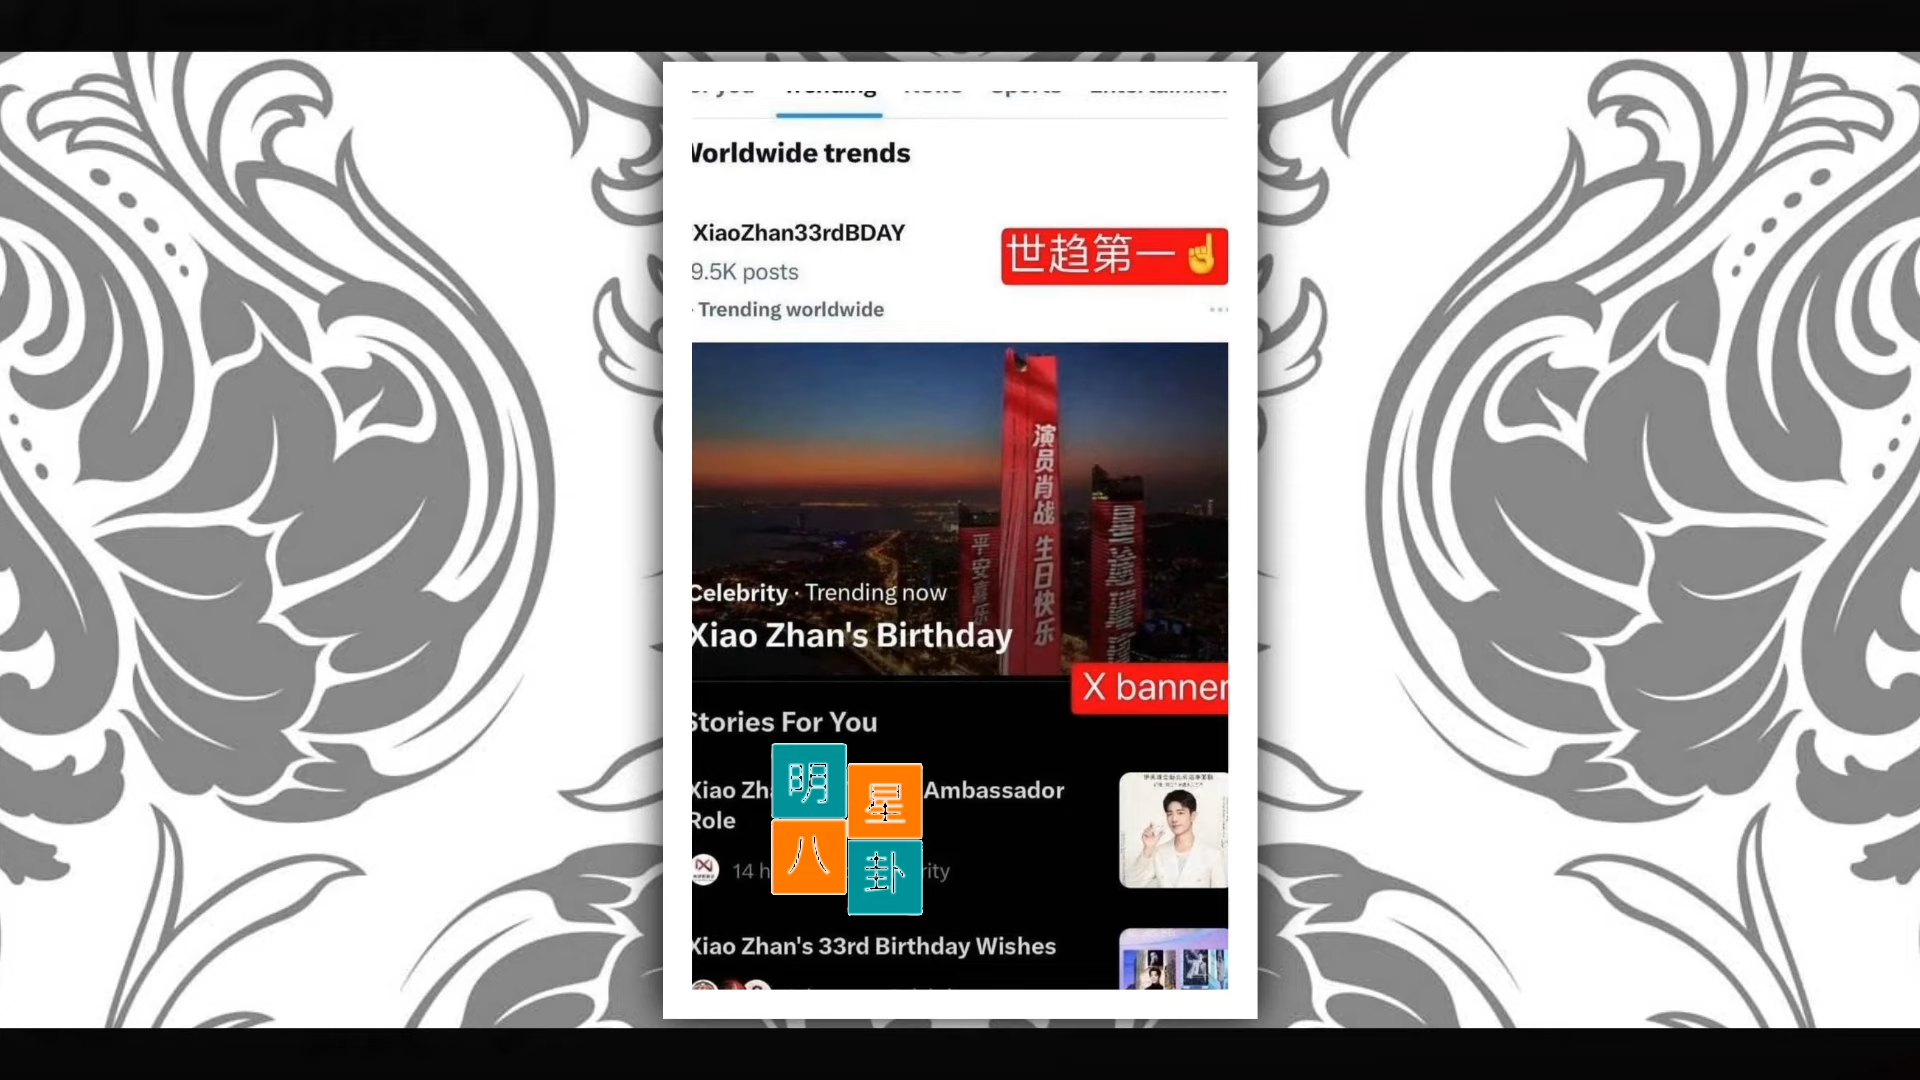 Trending
Worldwide trends
XiaoZhan33rdBDAY
世趋第一☝
9.5K posts
· Trending worldwide
演员肖战 生日快乐
平安喜乐
Celebrity · Trending now
Xiao Zhan's Birthday
X banner
Stories For You
Ambassador
Role
14 h
Xiao Zhan's 33rd Birthday Wishes
明星
八卦